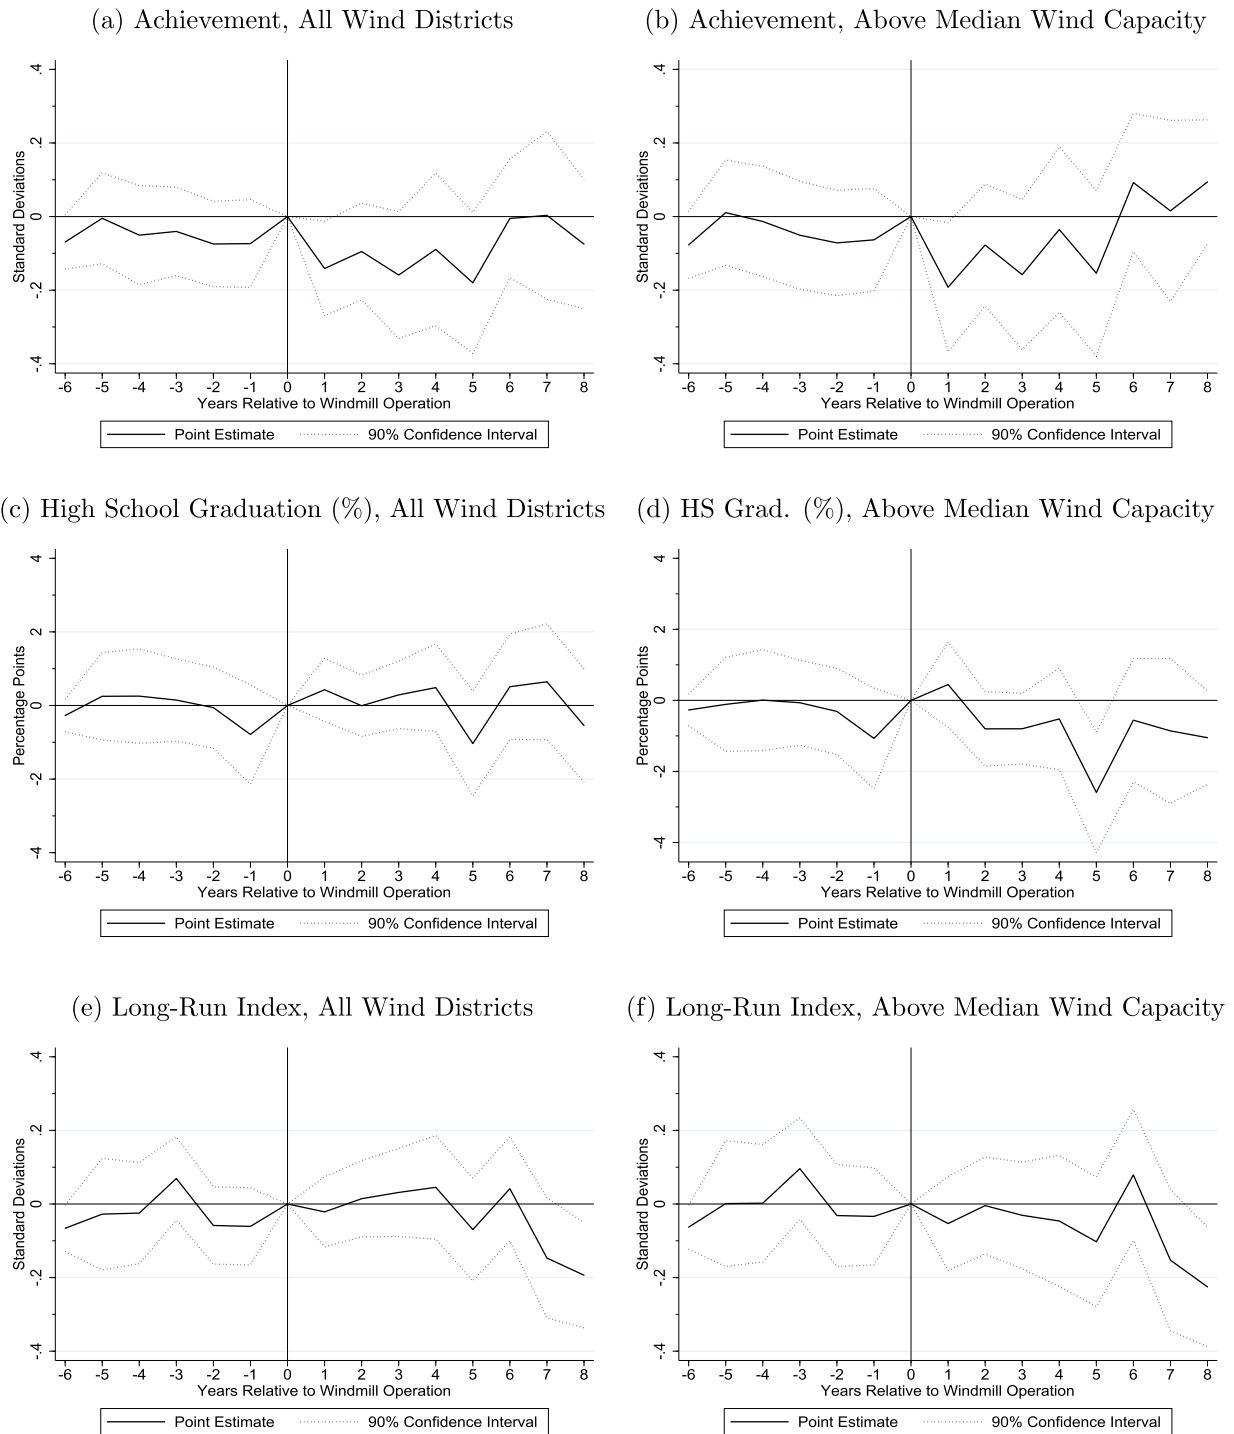 (a) Achievement, All Wind Districts
(b) Achievement, Above Median Wind Capacity
.4
.2
0
-.2
-.4
Standard Deviations
-6 -5 -4 -3 -2 -1 0 1 2 3 4 5 6 7 8
Years Relative to Windmill Operation
Point Estimate 90% Confidence Interval
.4
.2
0
-.2
-.4
Standard Deviations
-6 -5 -4 -3 -2 -1 0 1 2 3 4 5 6 7 8
Years Relative to Windmill Operation
Point Estimate 90% Confidence Interval
(c) High School Graduation (%), All Wind Districts
(d) HS Grad. (%), Above Median Wind Capacity
4
2
0
-2
-4
Percentage Points
-6 -5 -4 -3 -2 -1 0 1 2 3 4 5 6 7 8
Years Relative to Windmill Operation
Point Estimate 90% Confidence Interval
4
2
0
-2
-4
Percentage Points
-6 -5 -4 -3 -2 -1 0 1 2 3 4 5 6 7 8
Years Relative to Windmill Operation
Point Estimate 90% Confidence Interval
(e) Long-Run Index, All Wind Districts
(f) Long-Run Index, Above Median Wind Capacity
.4
.2
0
-.2
-.4
Standard Deviations
-6 -5 -4 -3 -2 -1 0 1 2 3 4 5 6 7 8
Years Relative to Windmill Operation
Point Estimate 90% Confidence Interval
.4
.2
0
-.2
-.4
Standard Deviations
-6 -5 -4 -3 -2 -1 0 1 2 3 4 5 6 7 8
Years Relative to Windmill Operation
Point Estimate 90% Confidence Interval